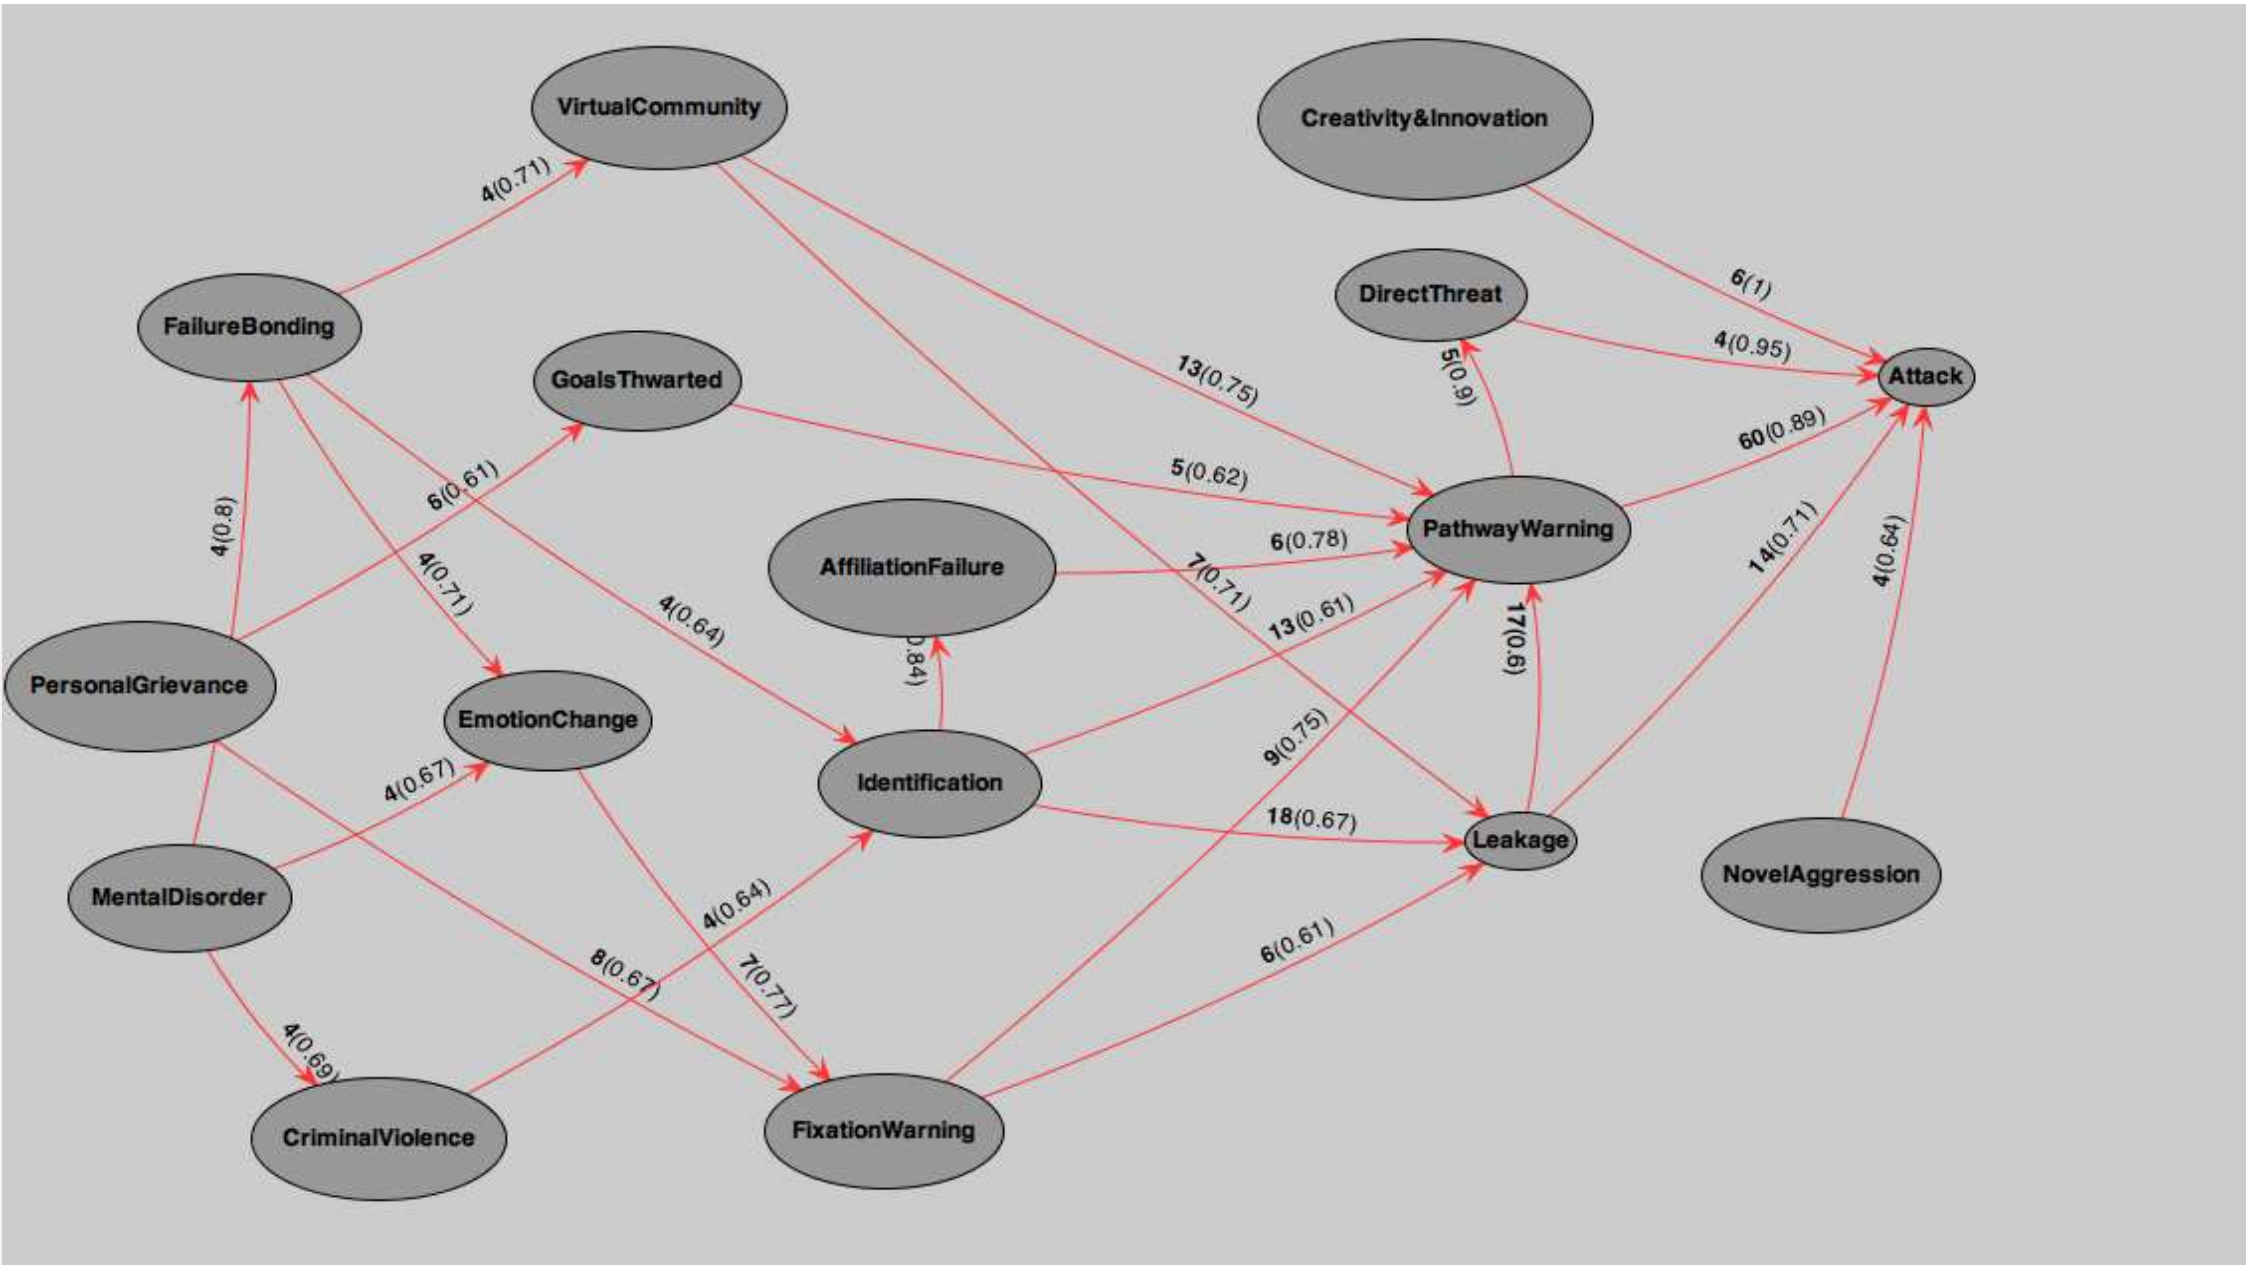 VirtualCommunity
Creativity&Innovation
4(0.71)
6(1)
DirectThreat
FailureBonding
4(0.95)
GoalsThwarted
13(0.75)
5(0.9)
Attack
60(0.89)
6(0.61)
5(0.62)
4(0.8)
PathwayWarning
AffiliationFailure
6(0.78)
14(0.71)
4(0.64)
4(0.71)
7(0.71)
4(0.64)
13(0.61)
17(0.6)
0.84)
PersonalGrievance
EmotionChange
9(0.75)
4(0.67)
Identification
18(0.67)
Leakage
NovelAggression
MentalDisorder
4(0.64)
6(0.61)
8(0.67)
7(0.77)
4(0.69)
CriminalViolence
FixationWarning